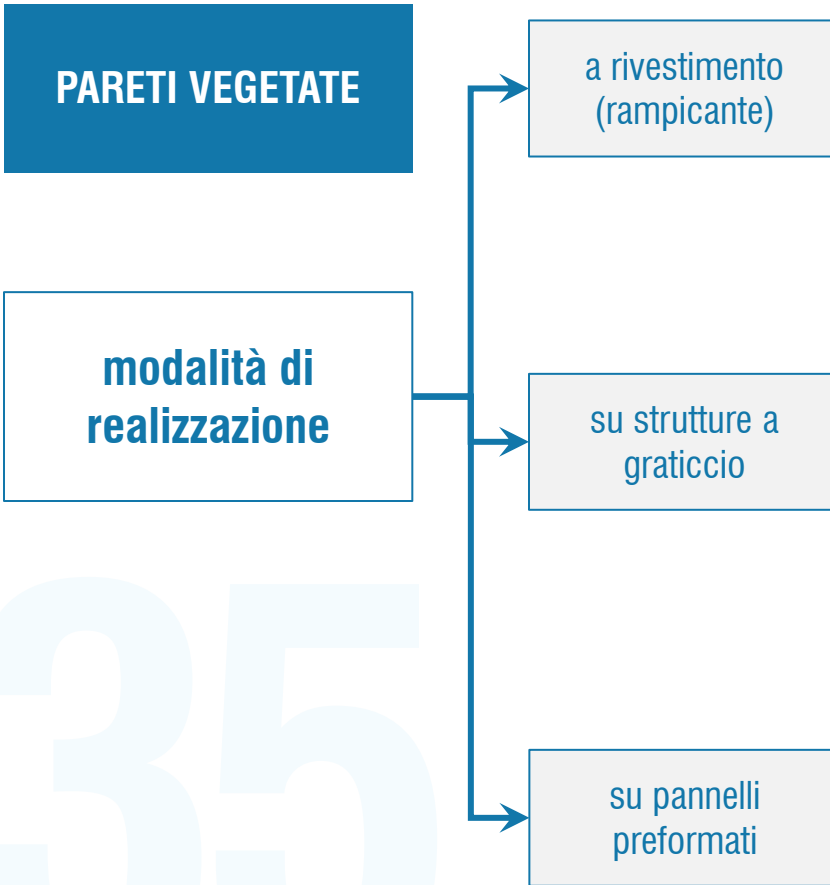 PARETI VEGETATE
a rivestimento
(rampicante)
modalità di
realizzazione
su strutture a
graticcio
su pannelli
preformati
35